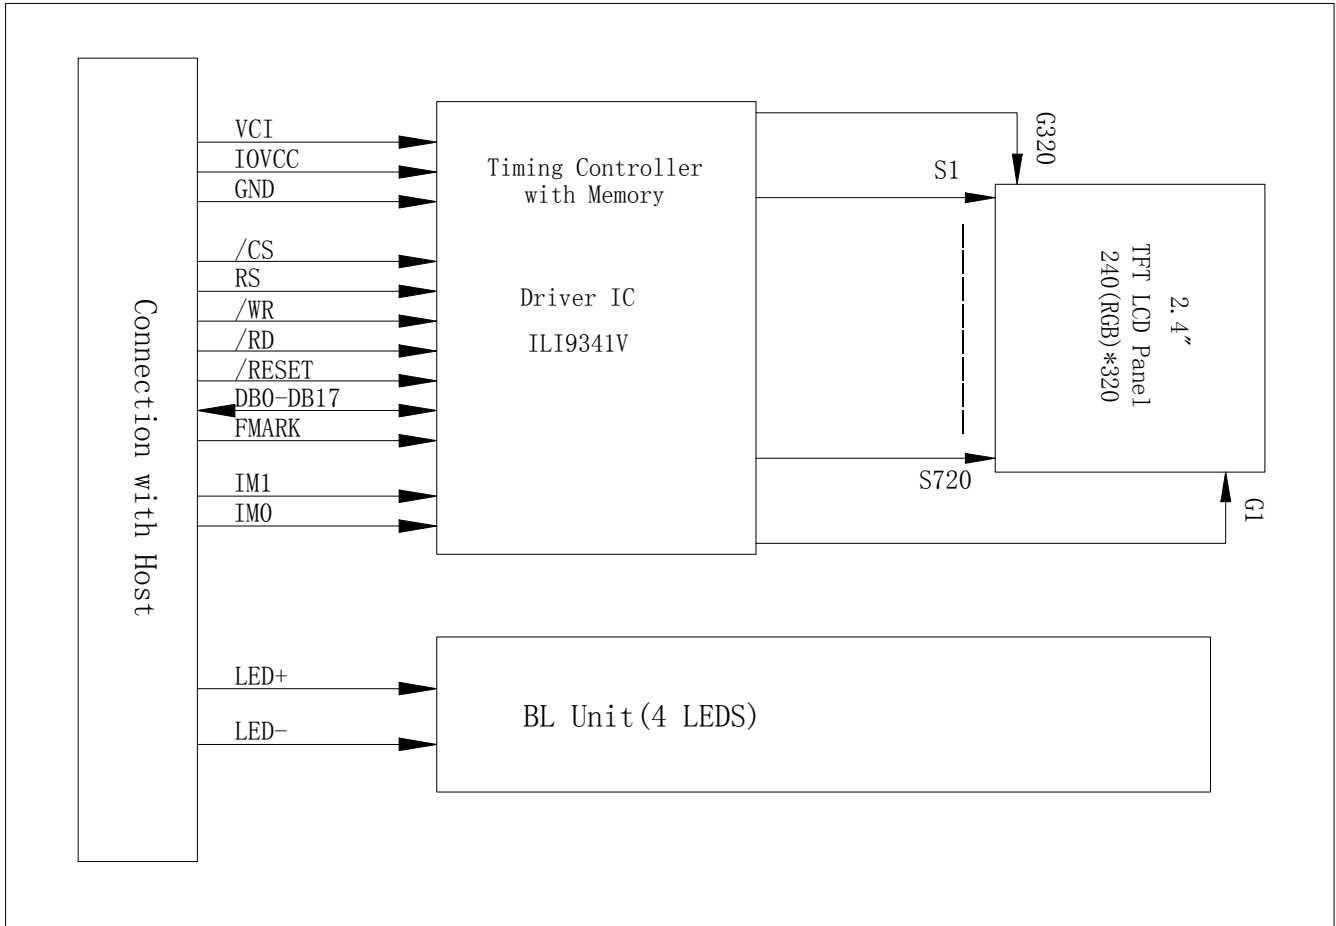 Connection with Host
VCI
IOVCC
GND
/CS
RS
/WR
/RD
/RESET
DB0-DB17
FMARK
IM1
IM0
LED+
LED-
Timing Controller
with Memory
Driver IC
ILI9341V
G320
S1
S720
G1
2.4″
TFT LCD Panel
240(RGB)*320
BL Unit(4 LEDS)